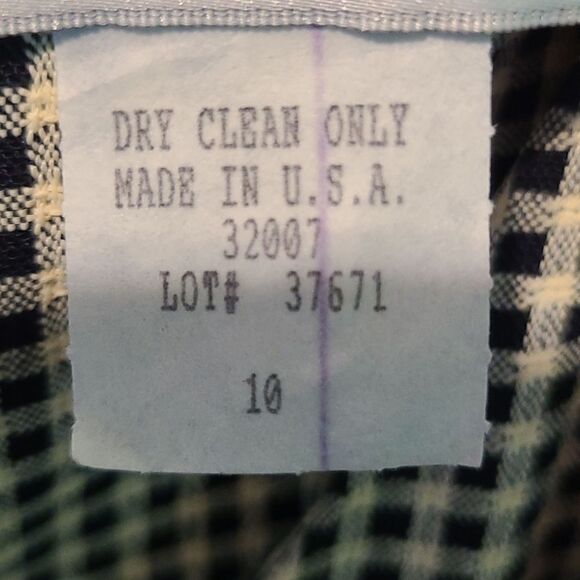 DRY CLEAN ONLY
MADE IN U.S.A.
32007
LOT# 37671
10